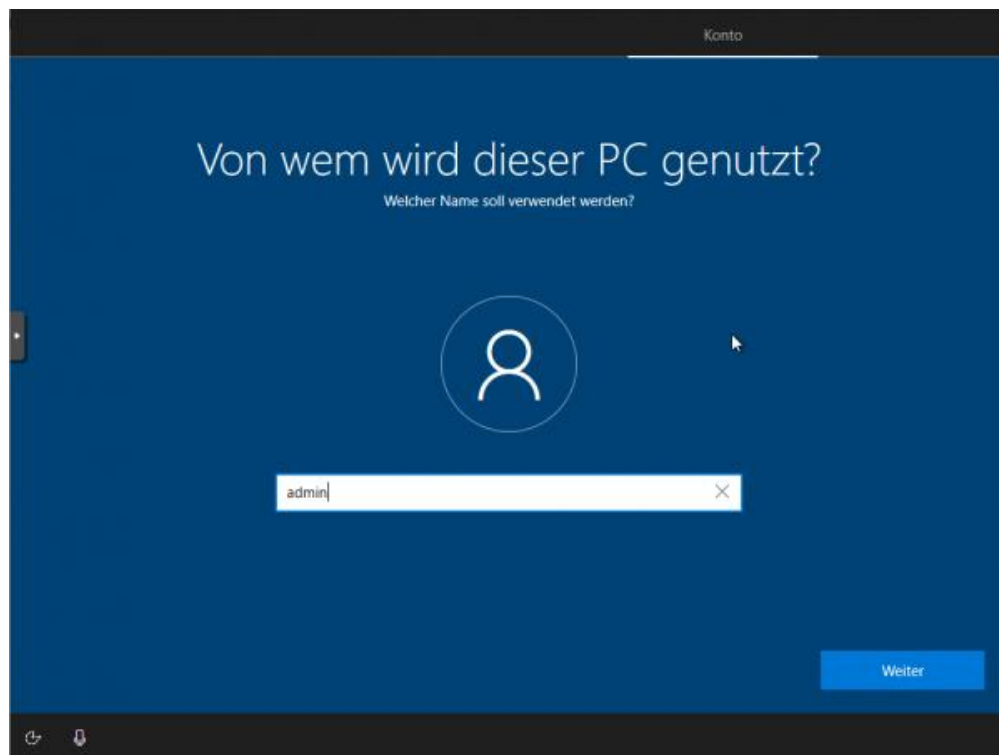 Konto
Von wem wird dieser PC genutzt?
Welcher Name soll verwendet werden?
admin
Weiter